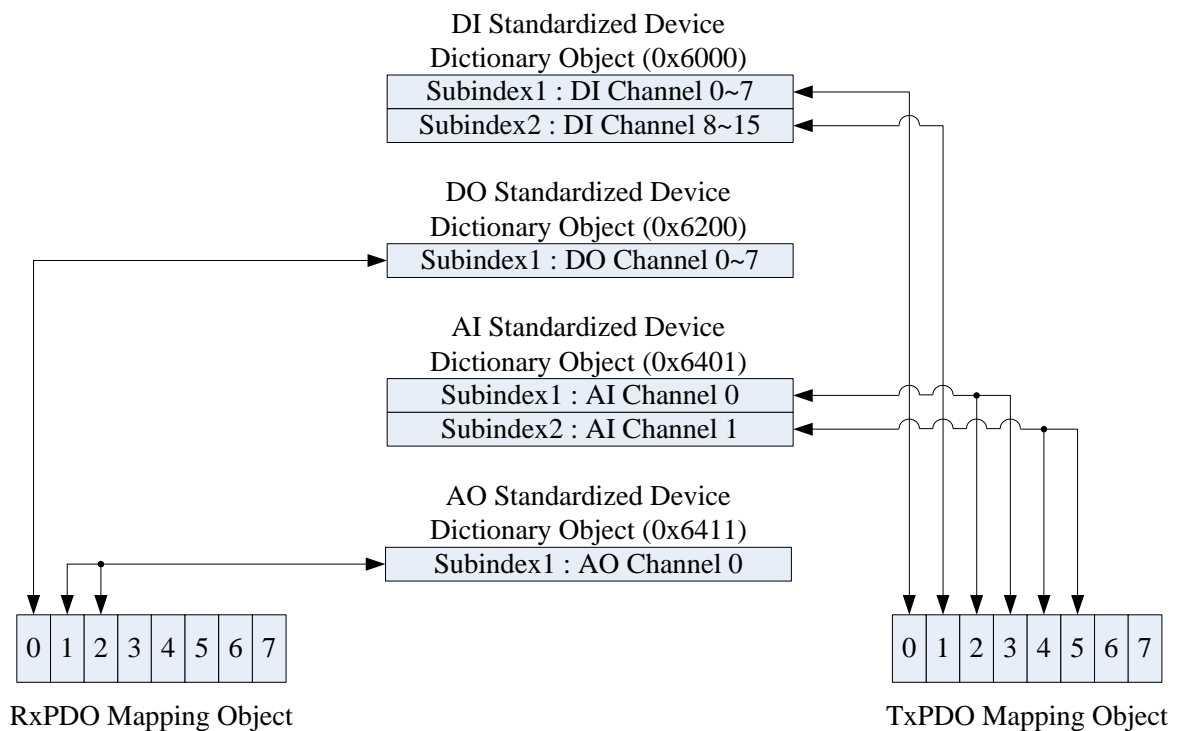 DI Standardized Device
Dictionary Object (0x6000)
Subindex1 : DI Channel 0~7
Subindex2 : DI Channel 8~15
DO Standardized Device
Dictionary Object (0x6200)
Subindex1 : DO Channel 0~7
AI Standardized Device
Dictionary Object (0x6401)
Subindex1 : AI Channel 0
Subindex2 : AI Channel 1
AO Standardized Device
Dictionary Object (0x6411)
Subindex1 : AO Channel 0
0 1 2 3 4 5 6 7
RxPDO Mapping Object
0 1 2 3 4 5 6 7
TxPDO Mapping Object